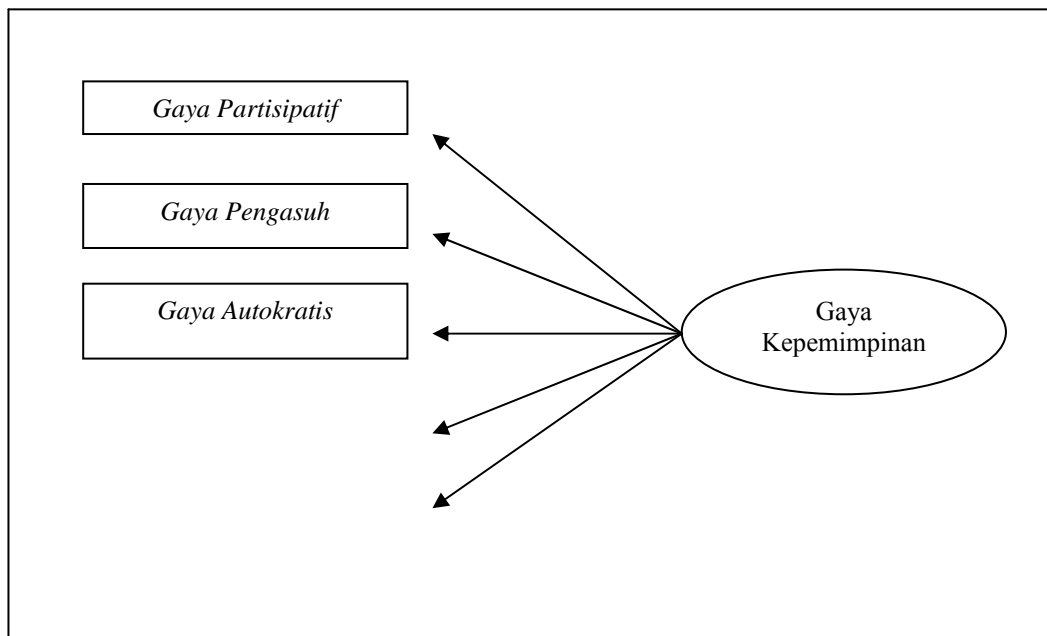 Gaya Partisipatif
Gaya Pengasuh
Gaya Autokratis
Gaya
Kepemimpinan